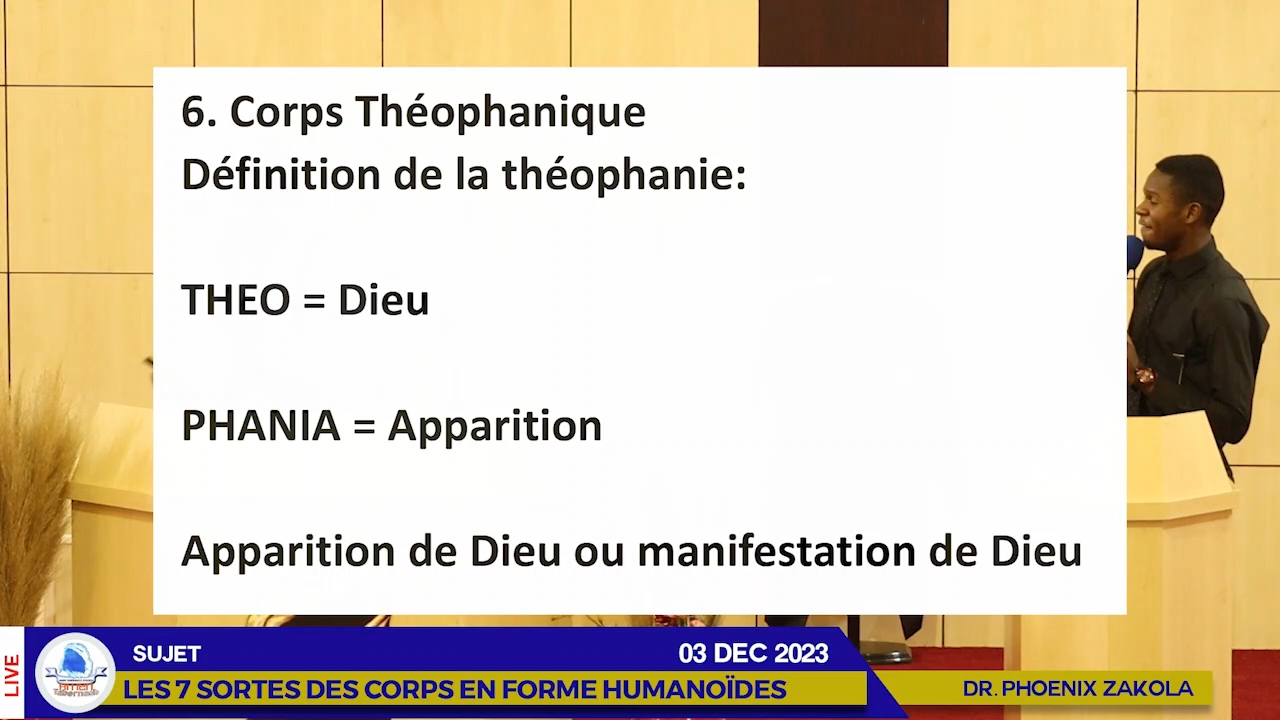 6. Corps Théophanique
Définition de la théophanie:
THEO = Dieu
PHANIA = Apparition
Apparition de Dieu ou manifestation de Dieu
LIVE
SUJET
03 DEC 2023
LES 7 SORTES DES CORPS EN FORME HUMANOÏDES
DR. PHOENIX ZAKOLA